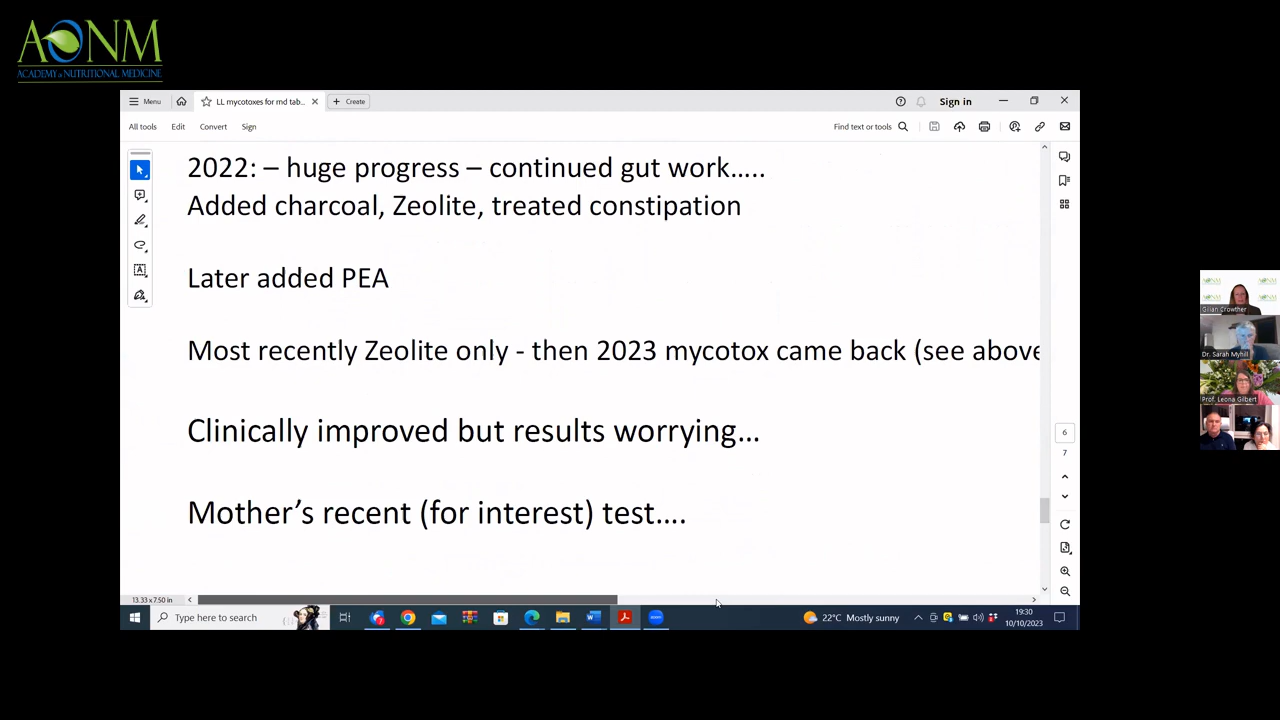 AONM
ACADEMY of NUTRITIONAL MEDICINE
Menu
LL mycotoxes for md tab...
Create
Sign in
All tools
Edit
Convert
Sign
Find text or tools
2022: – huge progress – continued gut work…..
Added charcoal, Zeolite, treated constipation
Later added PEA
Most recently Zeolite only - then 2023 mycotox came back (see above
Clinically improved but results worrying…
Mother’s recent (for interest) test….
6
7
13.33 x 7.50 in
Type here to search
22°C Mostly sunny
19:30
10/10/2023
Gilian Crowther
Dr. Sarah Myhill
Prof. Leona Gilbert